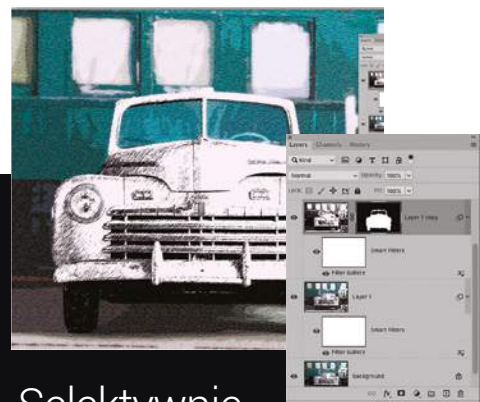 Layers Channels History
Kind
Normal Opacity: 100%
Lock: Fill: 100%
Layer 1 copy
Smart Filters
Filter Gallery
Layer 1
Smart Filters
Filter Gallery
Background
fx
Selektywnie